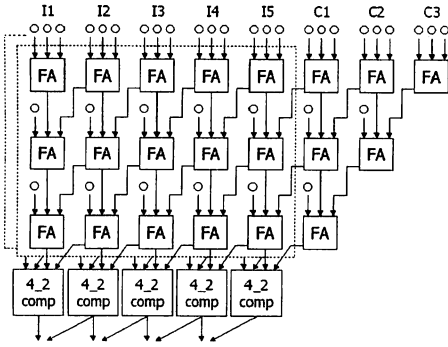 I1 I2 I3 I4 I5 C1 C2 C3
FA FA FA FA FA FA FA FA
FA FA FA FA FA FA FA
FA FA FA FA FA FA
4_2 4_2 4_2 4_2 4_2
comp comp comp comp comp